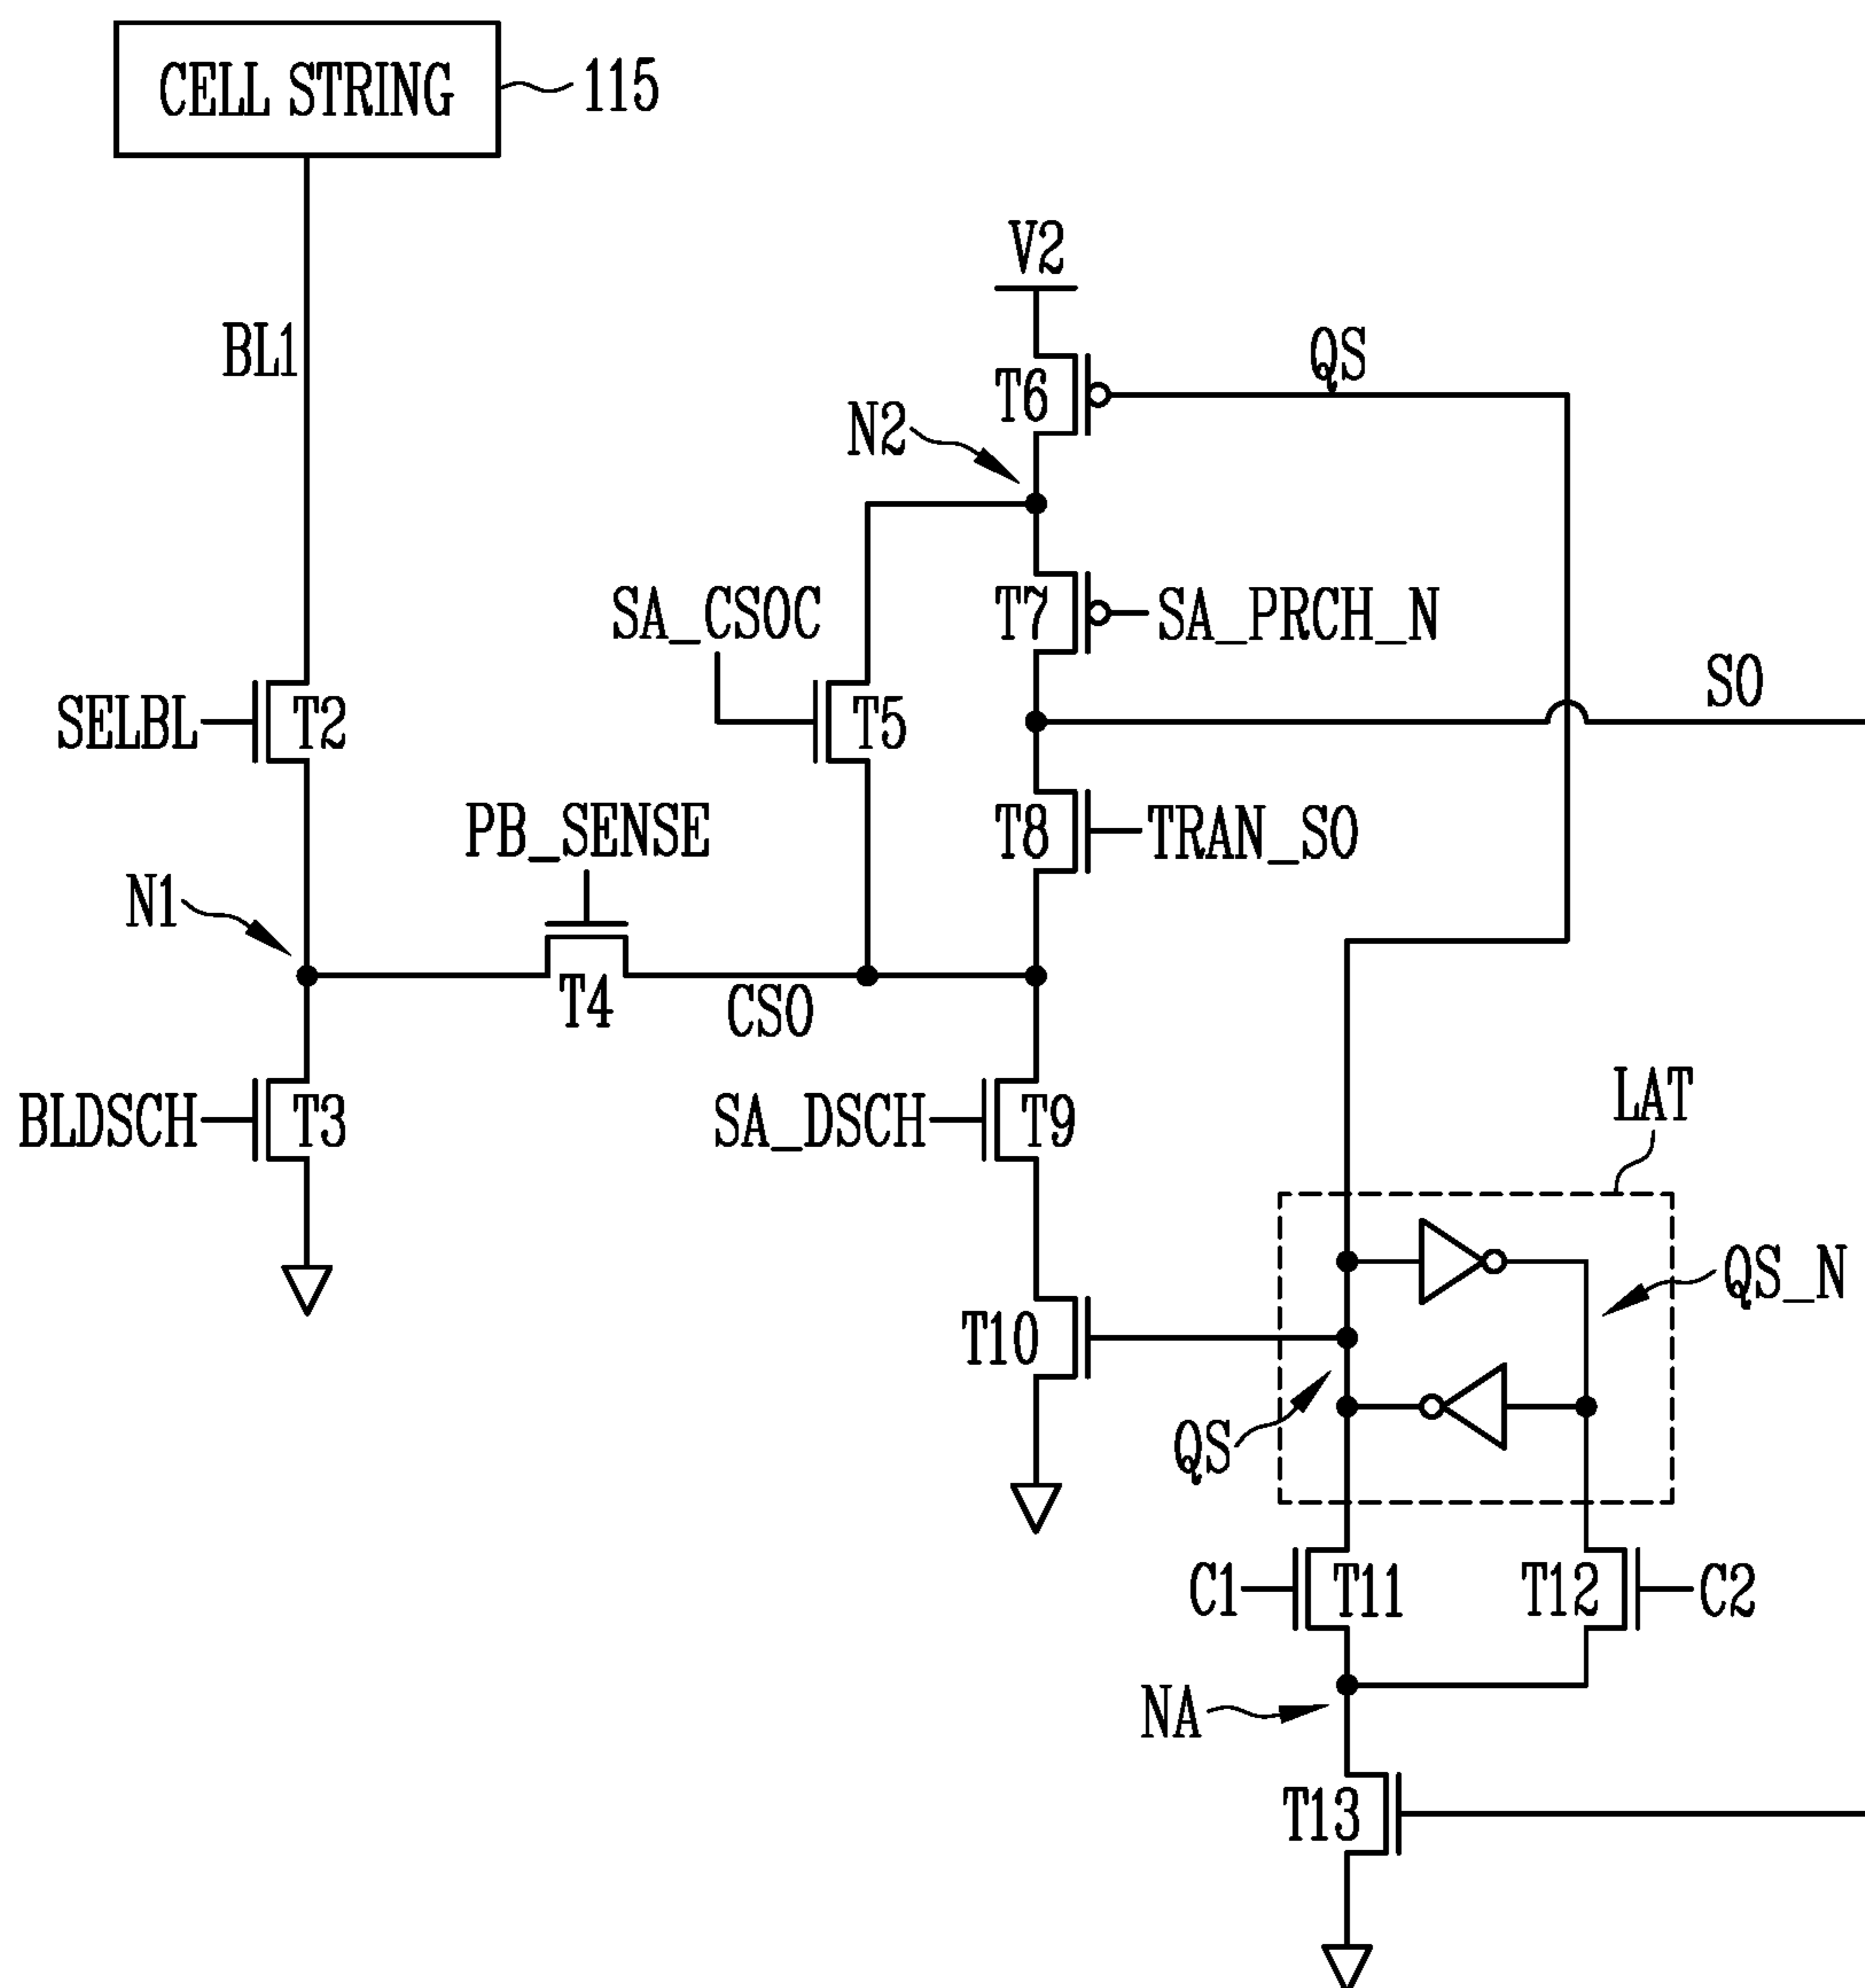 CELL STRING
115
V2
BL1
QS
T6
N2
SA_CSOC
T7
SA_PRCH_N
SO
SELBL
T2
T5
PB_SENSE
T8
TRAN_SO
N1
T4
CSO
BLDSCH
T3
SA_DSCH
T9
LAT
QS_N
T10
QS
C1
T11
T12
C2
NA
T13